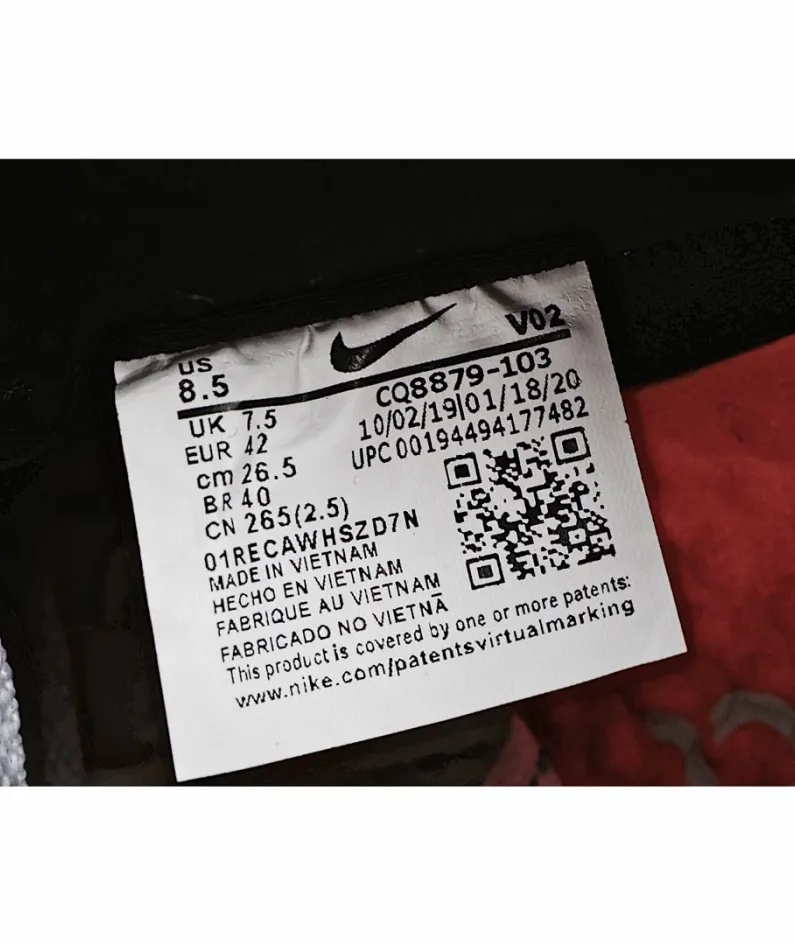 US
8.5
V02
UK 7.5
EUR 42
cm 26.5
BR 40
CN 265(2.5)
CQ8879-103
10/02/19|01/18/20
UPC 00194494177482
01RECAWHSZD7N
MADE IN VIETNAM
HECHO EN VIETNAM
FABRIQUE AU VIETNAM
FABRICADO NO VIETNÃ
This product is covered by one or more patents:
www.nike.com/patentsvirtualmarking